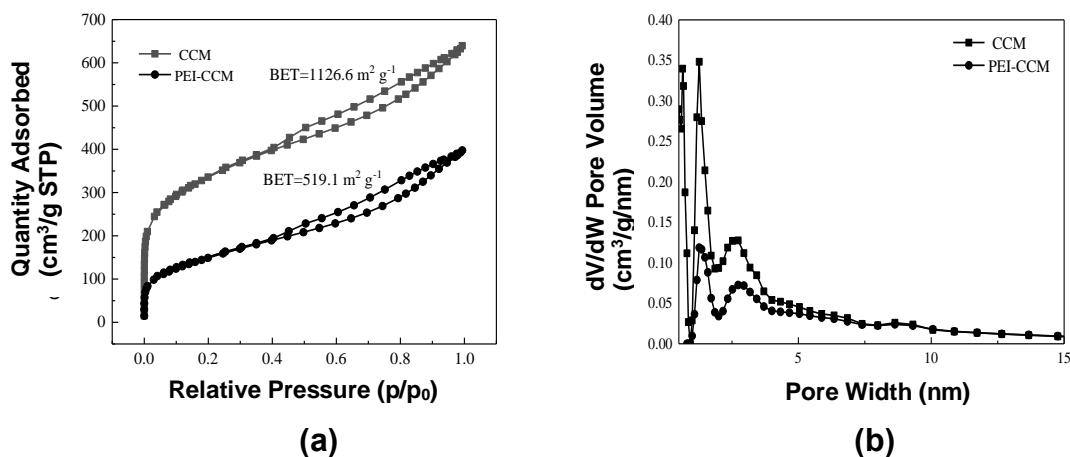 700
600
500
400
300
200
100
0
0.0 0.2 0.4 0.6 0.8 1.0
Quantity Adsorbed
(cm³/g STP)
Relative Pressure (p/p₀)
CCM
PEI-CCM
BET=1126.6 m² g⁻¹
BET=519.1 m² g⁻¹
(a)
0.40
0.35
0.30
0.25
0.20
0.15
0.10
0.05
0.00
5 10 15
dV/dW Pore Volume
(cm³/g/nm)
Pore Width (nm)
CCM
PEI-CCM
(b)